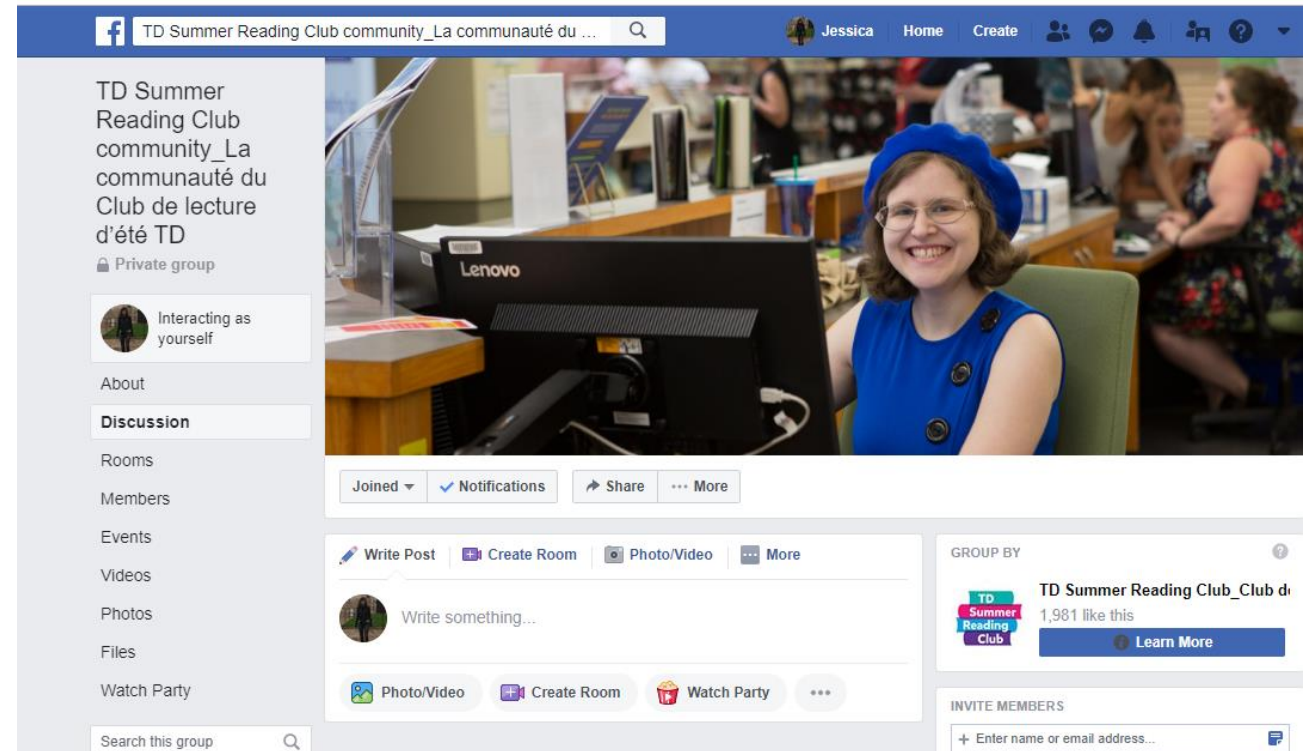 TD Summer Reading Club community_La communauté du ...
Jessica
Home
Create
TD Summer
Reading Club
community_La
communauté du
Club de lecture
d'été TD
Private group
Interacting as
yourself
About
Discussion
Rooms
Members
Events
Videos
Photos
Files
Watch Party
Search this group
Lenovo
Joined
Notifications
Share
More
Write Post
Create Room
Photo/Video
More
Write something...
Photo/Video
Create Room
Watch Party
GROUP BY
TD
Summer
Reading
Club
TD Summer Reading Club_Club d
1,981 like this
Learn More
INVITE MEMBERS
+ Enter name or email address...